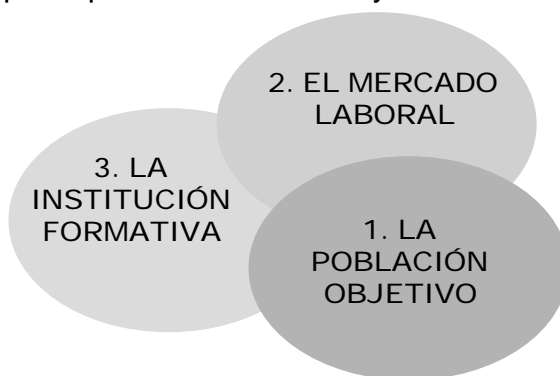 2. EL MERCADO
LABORAL
3. LA
INSTITUCIÓN
FORMATIVA
1. LA
POBLACIÓN
OBJETIVO